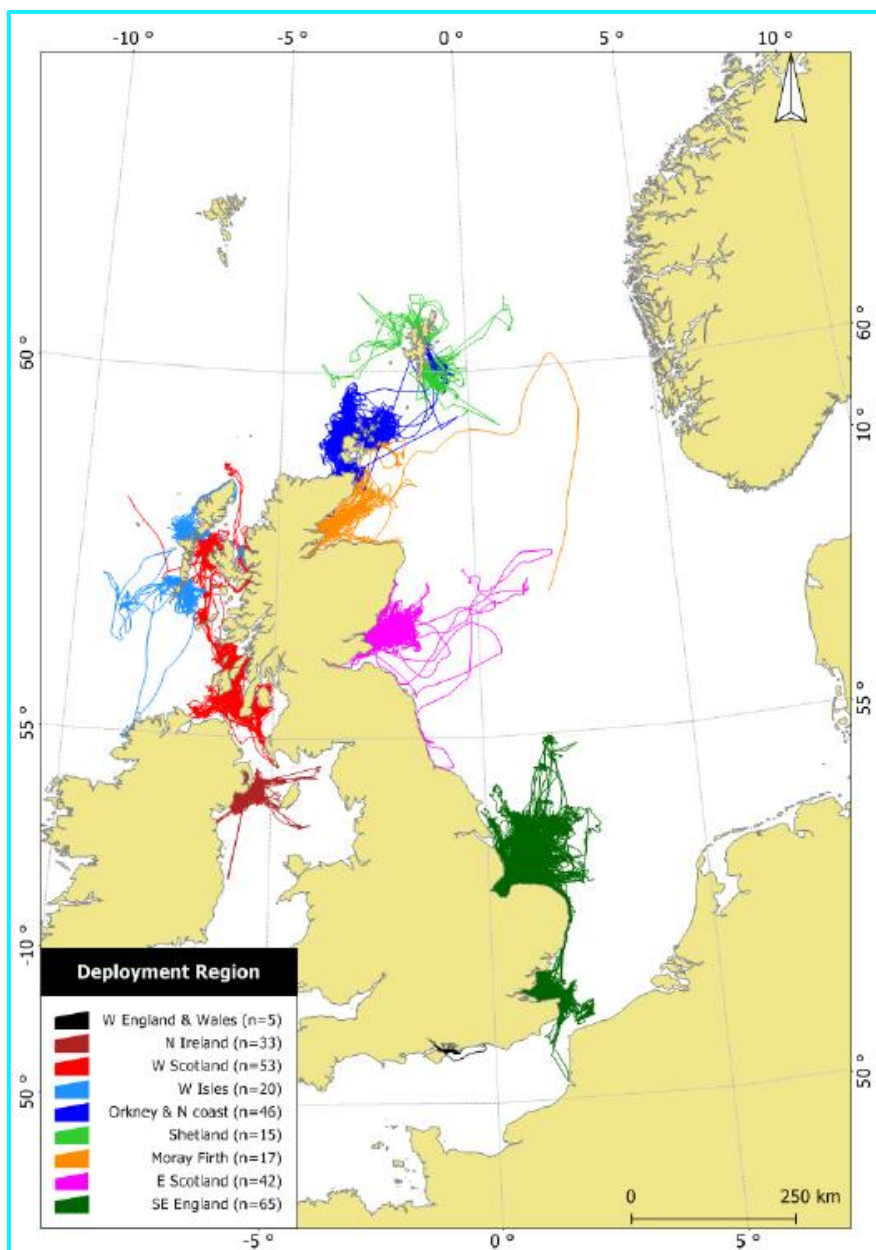 -10 ° -5 ° 0 ° 5 ° 10 °
60 °
60 °
10 °
55 °
55 °
-10 °
50 °
50 °
Deployment Region
W England & Wales (n=5)
N Ireland (n=33)
W Scotland (n=53)
W Isles (n=20)
Orkney & N coast (n=46)
Shetland (n=15)
Moray Firth (n=17)
E Scotland (n=42)
SE England (n=65)
0 250 km
-5 ° 0 ° 5 °